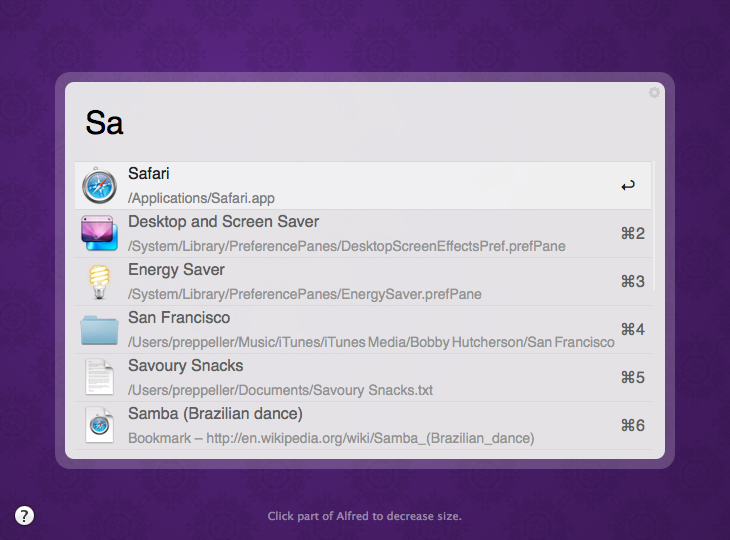 Sa
Safari
/Applications/Safari.app
↩
Desktop and Screen Saver
/System/Library/PreferencePanes/DesktopScreenEffectsPref.prefPane
⌘2
Energy Saver
/System/Library/PreferencePanes/EnergySaver.prefPane
⌘3
San Francisco
/Users/preppeller/Music/iTunes/iTunes Media/Bobby Hutcherson/San Francisco
⌘4
Savoury Snacks
/Users/preppeller/Documents/Savoury Snacks.txt
⌘5
Samba (Brazilian dance)
Bookmark – http://en.wikipedia.org/wiki/Samba_(Brazilian_dance)
⌘6
?
Click part of Alfred to decrease size.